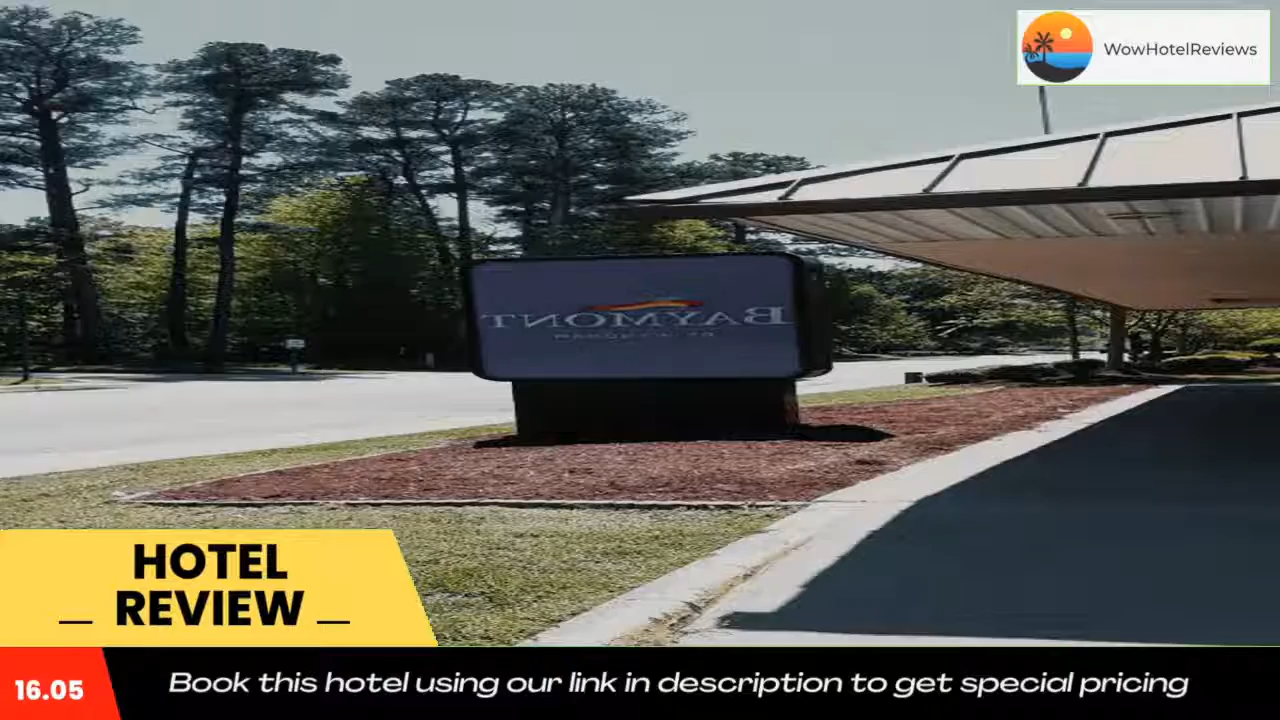 WowHotelReviews
BAYMONT
HOTEL
REVIEW
16.05
Book this hotel using our link in description to get special pricing